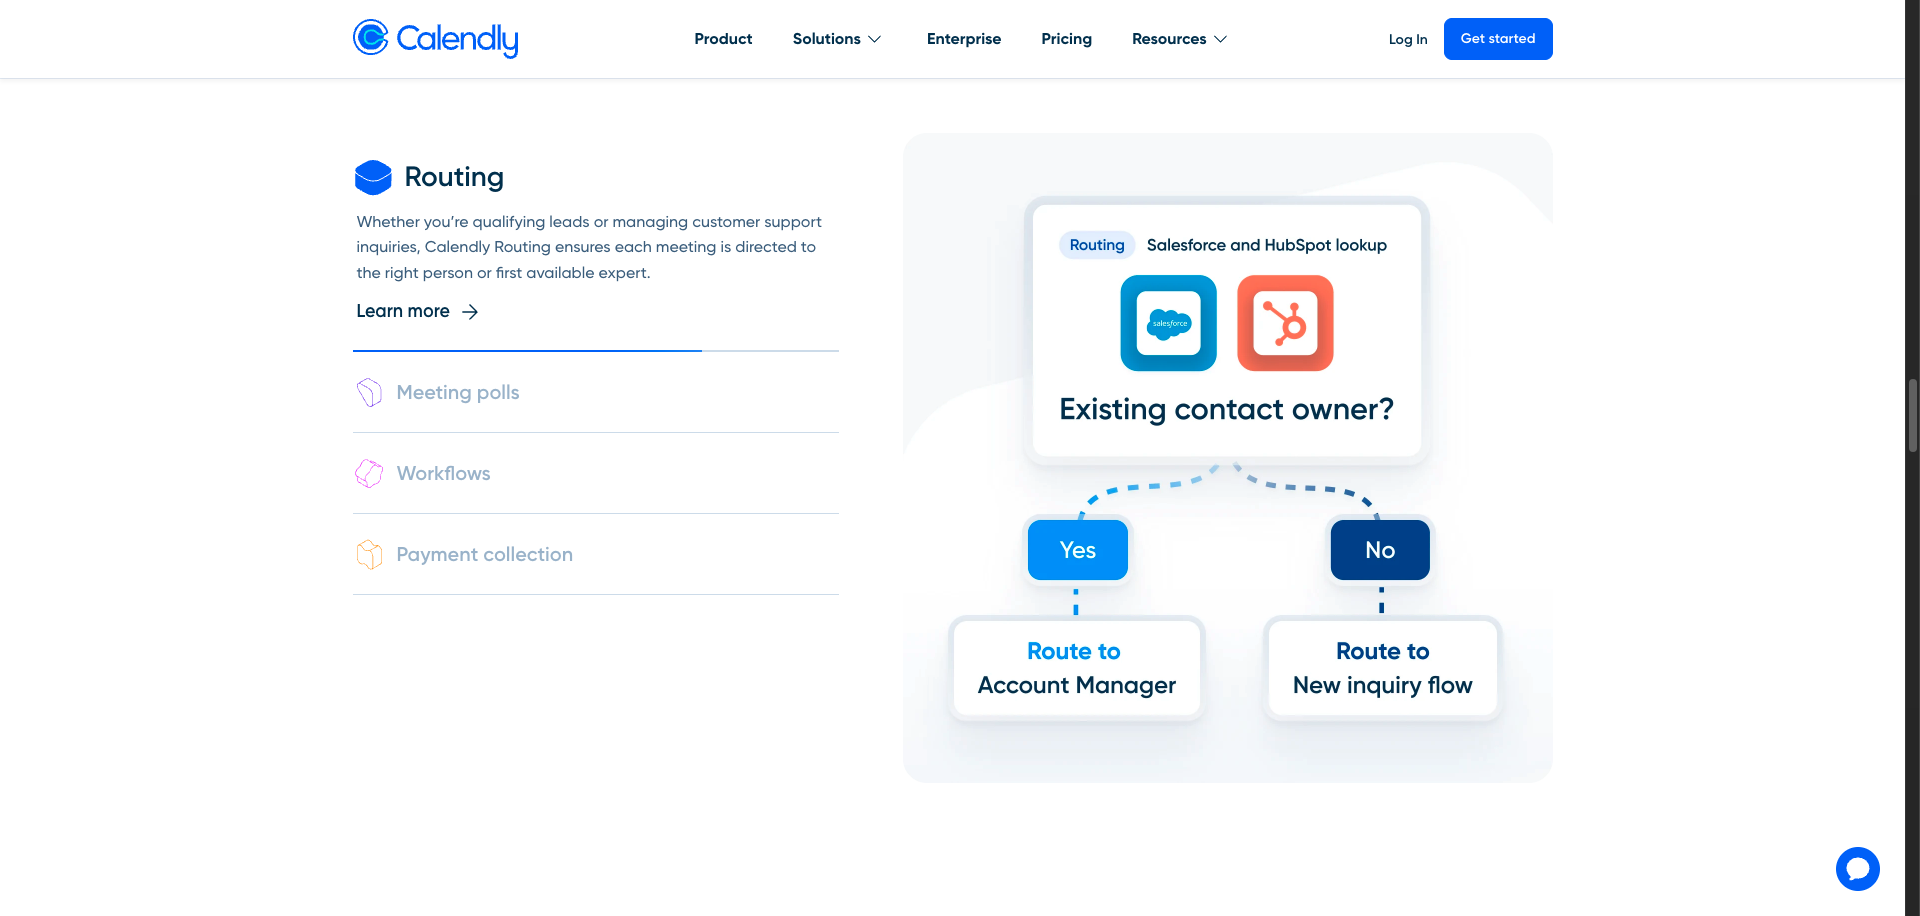 Calendly
Product
Solutions
Enterprise
Pricing
Resources
Log In
Get started
Routing
Whether you’re qualifying leads or managing customer support
inquiries, Calendly Routing ensures each meeting is directed to
the right person or first available expert.
Learn more
Meeting polls
Workflows
Payment collection
Routing
Salesforce and HubSpot lookup
salesforce
Existing contact owner?
Yes
No
Route to
Account Manager
Route to
New inquiry flow